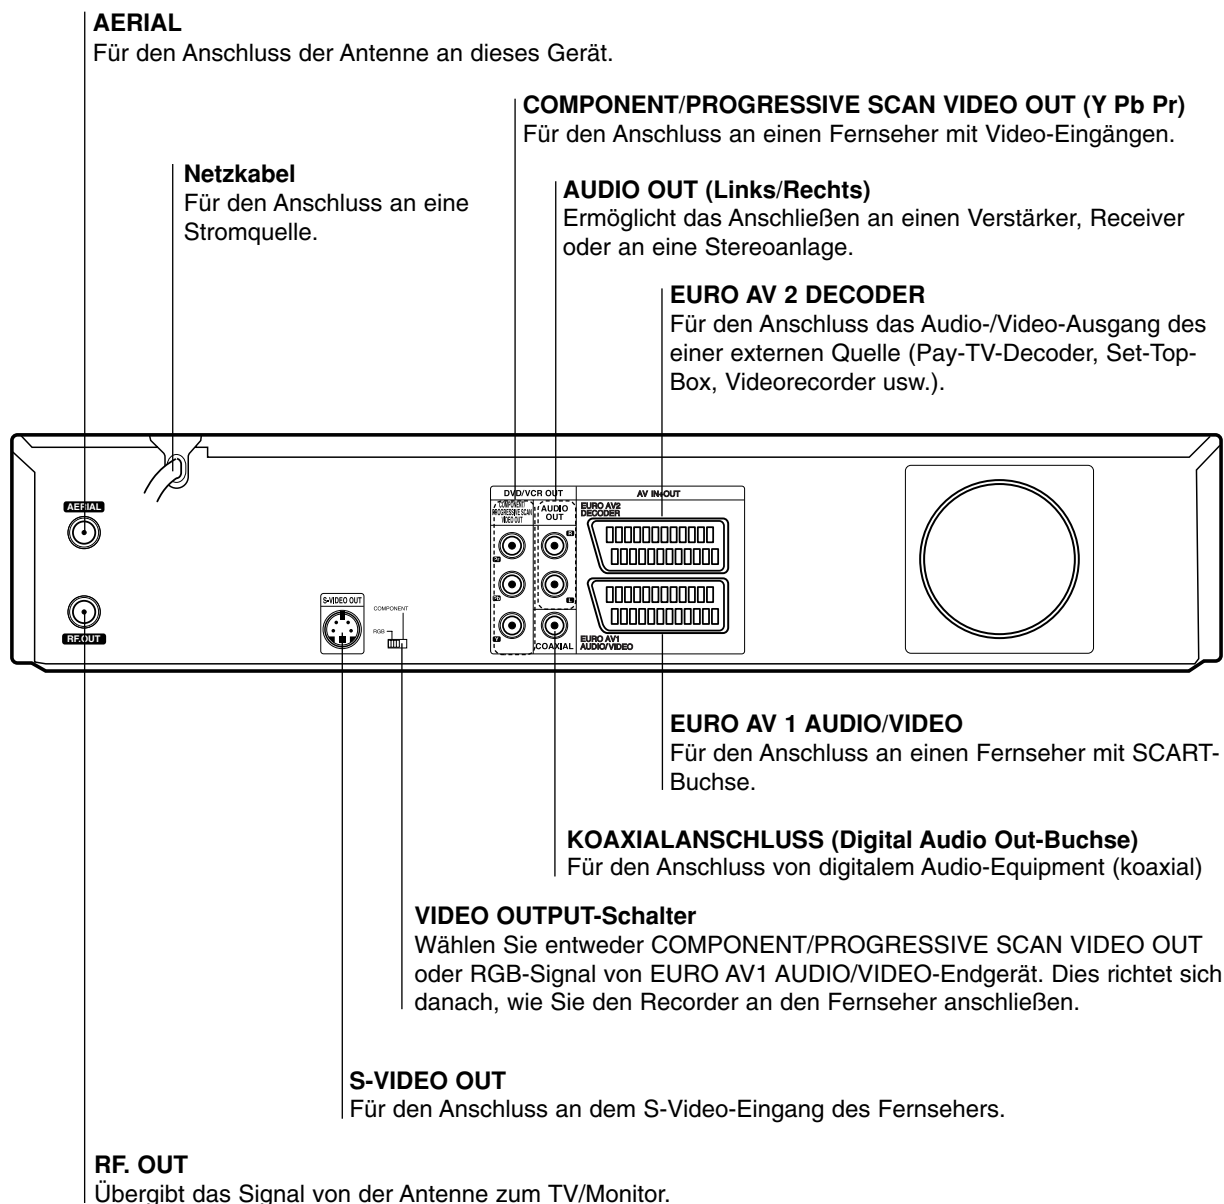 AERIAL
Für den Anschluss der Antenne an dieses Gerät.
COMPONENT/PROGRESSIVE SCAN VIDEO OUT (Y Pb Pr)
Für den Anschluss an einen Fernseher mit Video-Eingängen.
Netzkabel
Für den Anschluss an eine
Stromquelle.
AUDIO OUT (Links/Rechts)
Ermöglicht das Anschließen an einen Verstärker, Receiver
oder an eine Stereoanlage.
EURO AV 2 DECODER
Für den Anschluss das Audio-/Video-Ausgang des
einer externen Quelle (Pay-TV-Decoder, Set-Top-
Box, Videorecorder usw.).
AERIAL
RF.OUT
S-VIDEO OUT
COMPONENT
RGB
DVD/VCR OUT
COMPONENT/
PROGRESSIVE SCAN
VIDEO OUT
Pr
Pb
Y
AUDIO
OUT
R
L
COAXIAL
AV IN•OUT
EURO AV2
DECODER
EURO AV1
AUDIO/VIDEO
EURO AV 1 AUDIO/VIDEO
Für den Anschluss an einen Fernseher mit SCART-
Buchse.
KOAXIALANSCHLUSS (Digital Audio Out-Buchse)
Für den Anschluss von digitalem Audio-Equipment (koaxial)
VIDEO OUTPUT-Schalter
Wählen Sie entweder COMPONENT/PROGRESSIVE SCAN VIDEO OUT
oder RGB-Signal von EURO AV1 AUDIO/VIDEO-Endgerät. Dies richtet sich
danach, wie Sie den Recorder an den Fernseher anschließen.
S-VIDEO OUT
Für den Anschluss an dem S-Video-Eingang des Fernsehers.
RF. OUT
Übergibt das Signal von der Antenne zum TV/Monitor.